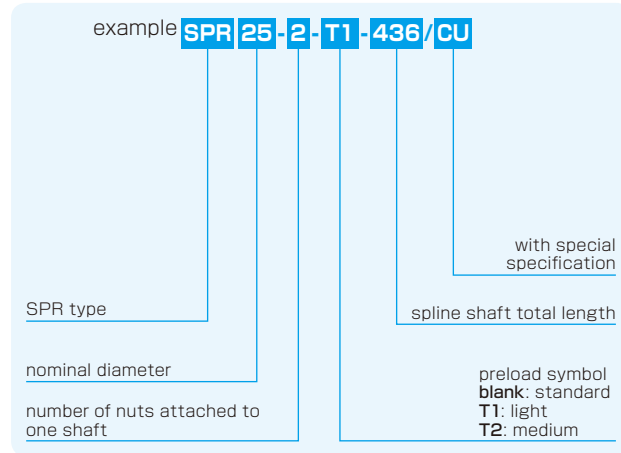 example SPR 25 - 2 - T1 - 436 / CU
with special
specification
SPR type
spline shaft total length
nominal diameter
preload symbol
blank: standard
T1: light
T2: medium
number of nuts attached to
one shaft